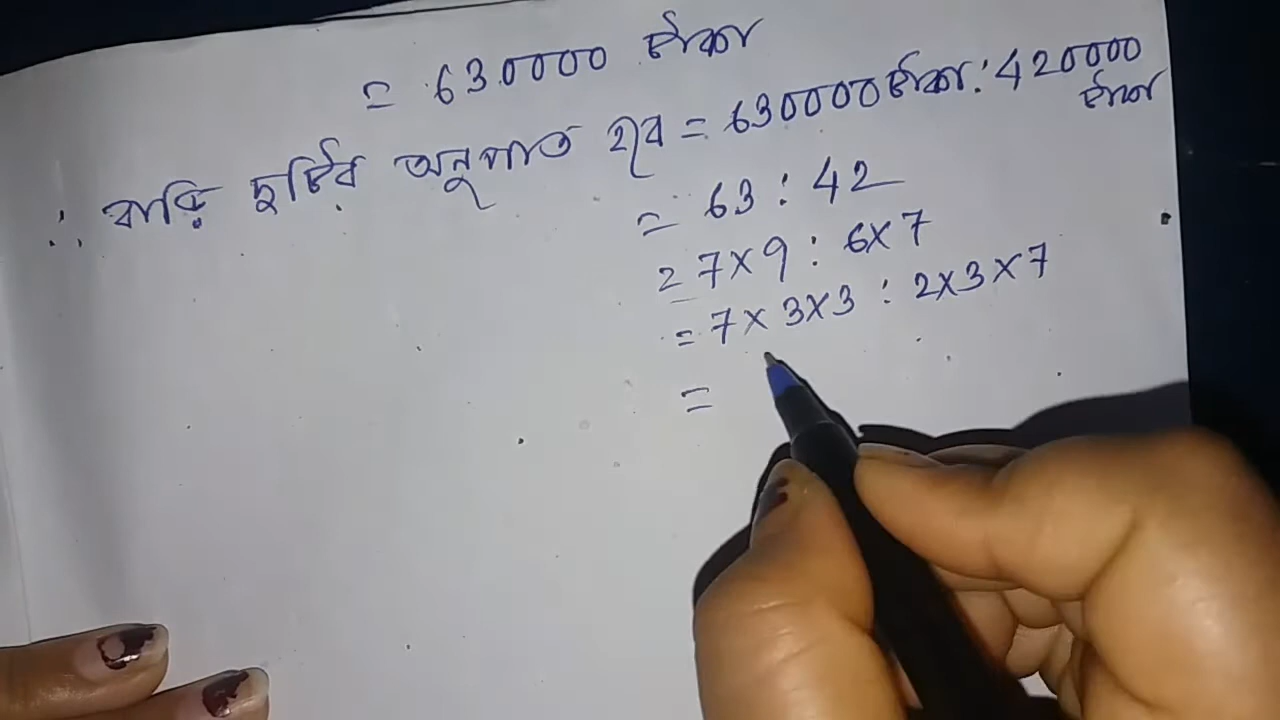 = 630000 টাকা
∴ বাড়ি দুটির অনুপাত হবে = 630000 টাকা : 420000 টাকা
= 63 : 42
= 7×9 : 6×7
= 7×3×3 : 2×3×7
=